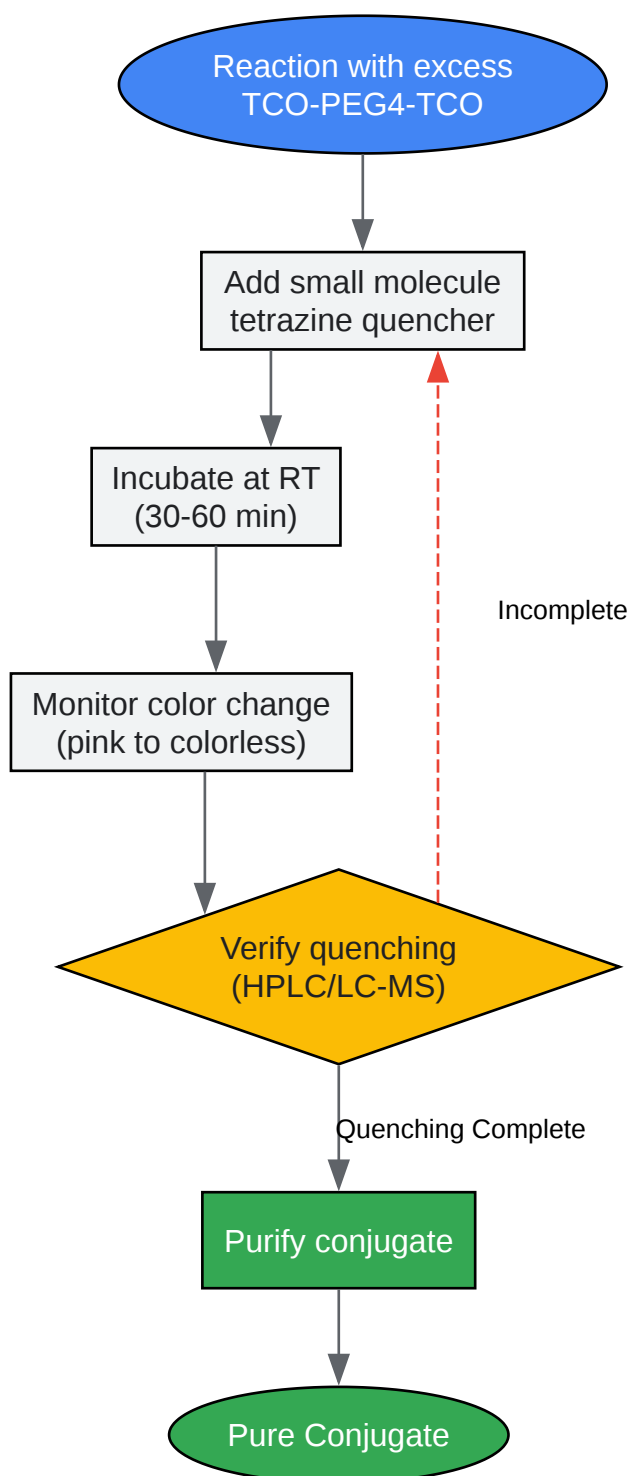 Reaction with excess
TCO-PEG4-TCO
Add small molecule
tetrazine quencher
Incubate at RT
(30-60 min)
Incomplete
Monitor color change
(pink to colorless)
Verify quenching
(HPLC/LC-MS)
Quenching Complete
Purify conjugate
Pure Conjugate